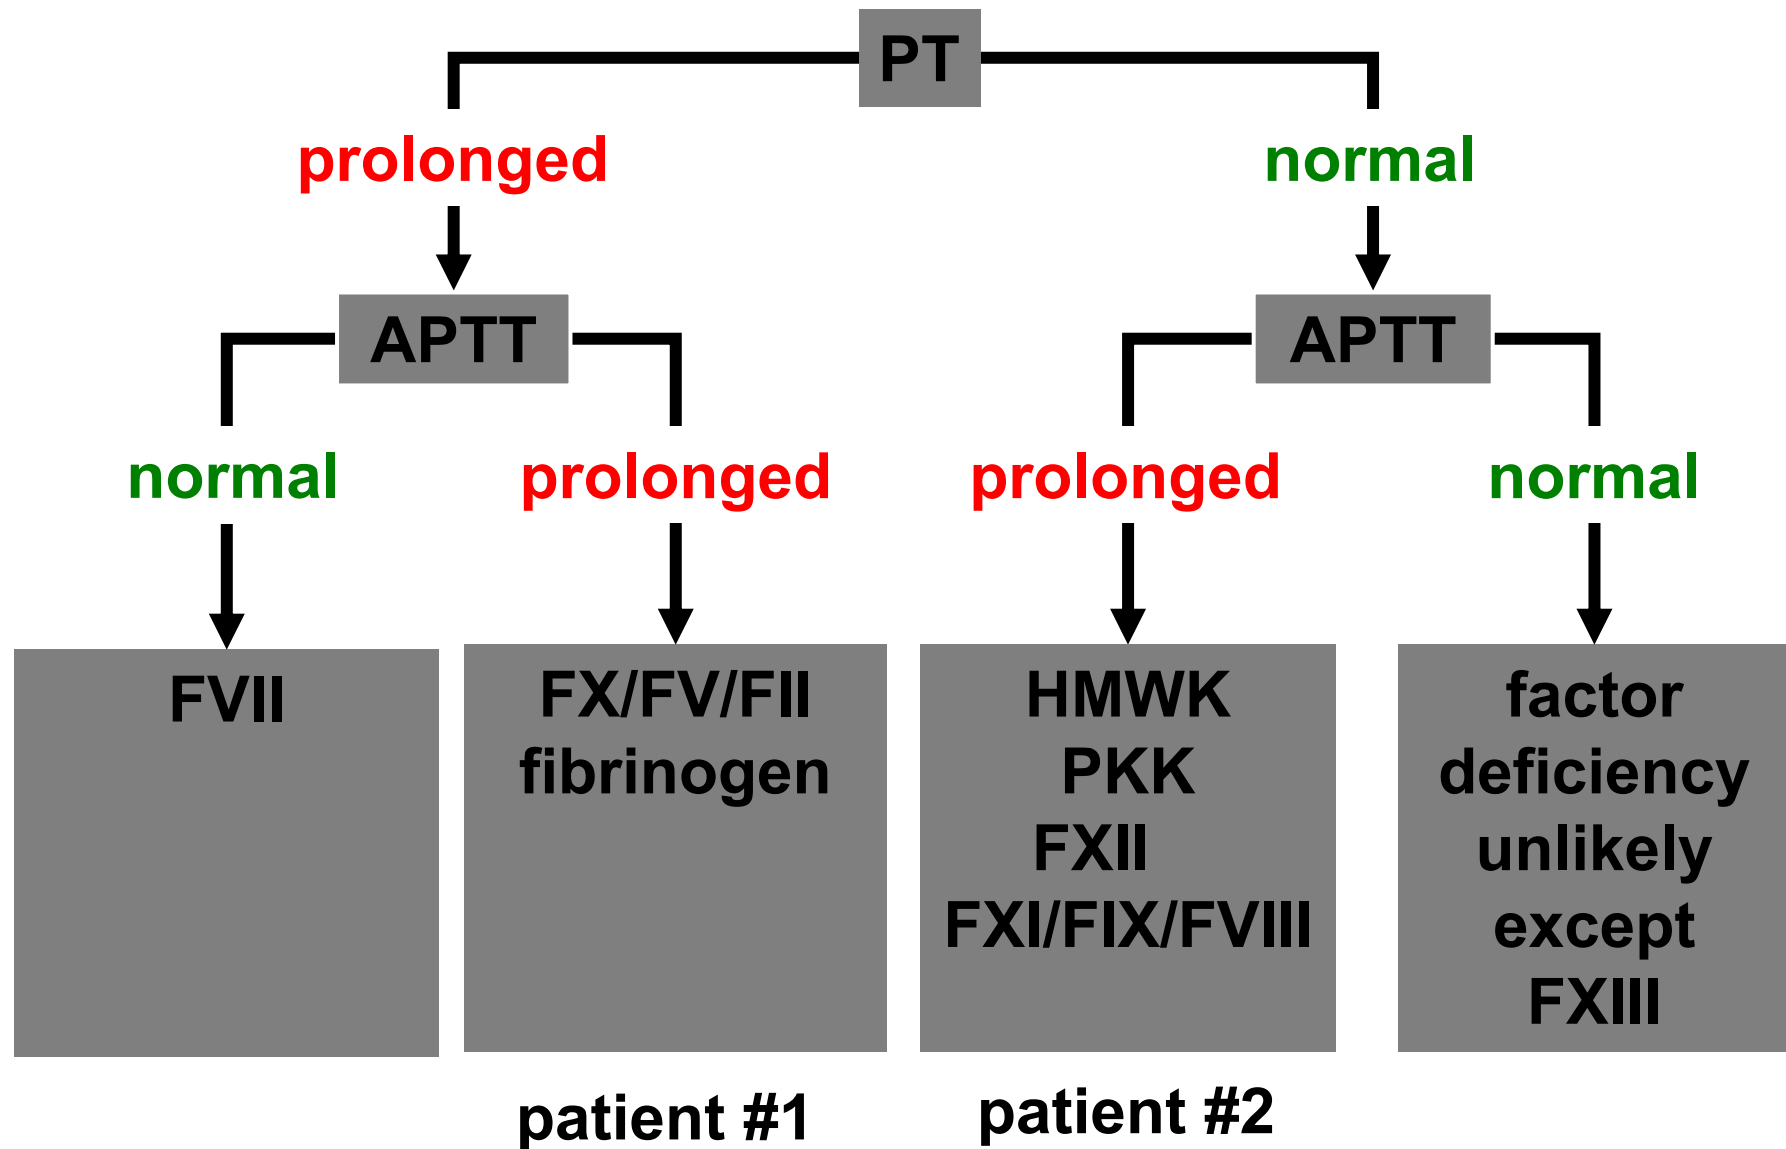 PT
prolonged
normal
APTT
APTT
normal
prolonged
prolonged
normal
FVII
FX/FV/FII
fibrinogen
HMWK
PKK
FXII
FXI/FIX/FVIII
factor
deficiency
unlikely
except
FXIII
patient #1
patient #2